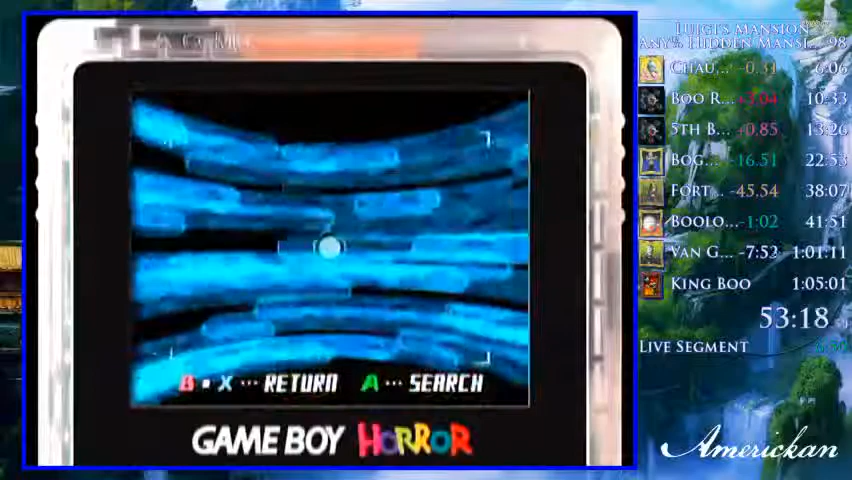 B • X ··· RETURN A ··· SEARCH
GAME BOY HORROR
LUIGI'S MANSION
ANY% HIDDEN MANSI... 98
CHAU... -0.31 6:06
BOO R... +3.04 10:33
5TH B... +0.85 13:26
BOG... -16.51 22:53
FORT... -45.54 38:07
BOOLO... -1:02 41:51
VAN G... -7:52 1:01:11
KING BOO 1:05:01
53:18
LIVE SEGMENT
Americkan